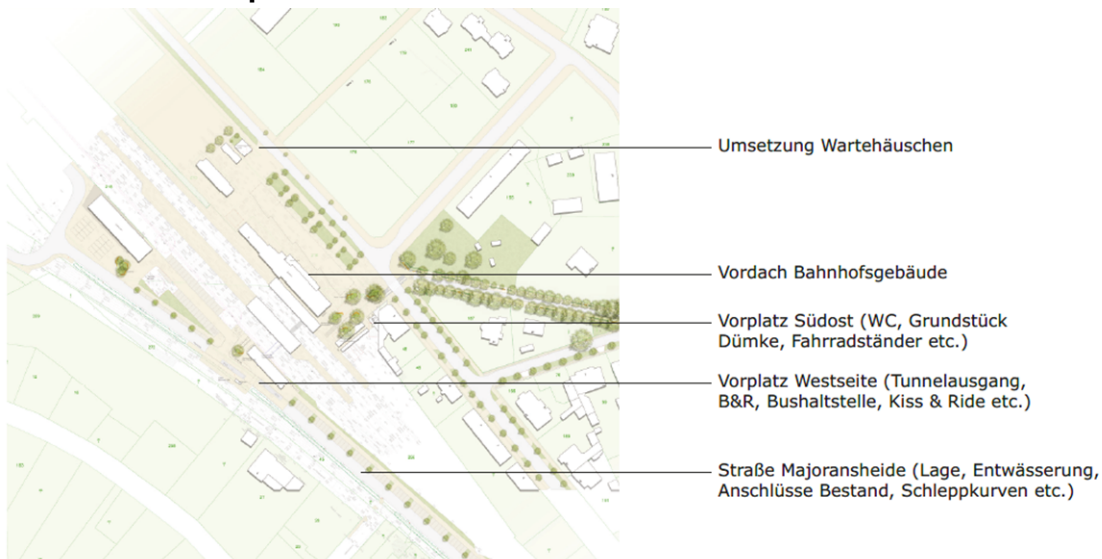 Umsetzung Wartehäuschen
Vordach Bahnhofsgebäude
Vorplatz Südost (WC, Grundstück
Dümke, Fahrradständer etc.)
Vorplatz Westseite (Tunnelausgang,
B&R, Bushaltstelle, Kiss & Ride etc.)
Straße Majoransheide (Lage, Entwässerung,
Anschlüsse Bestand, Schleppkurven etc.)